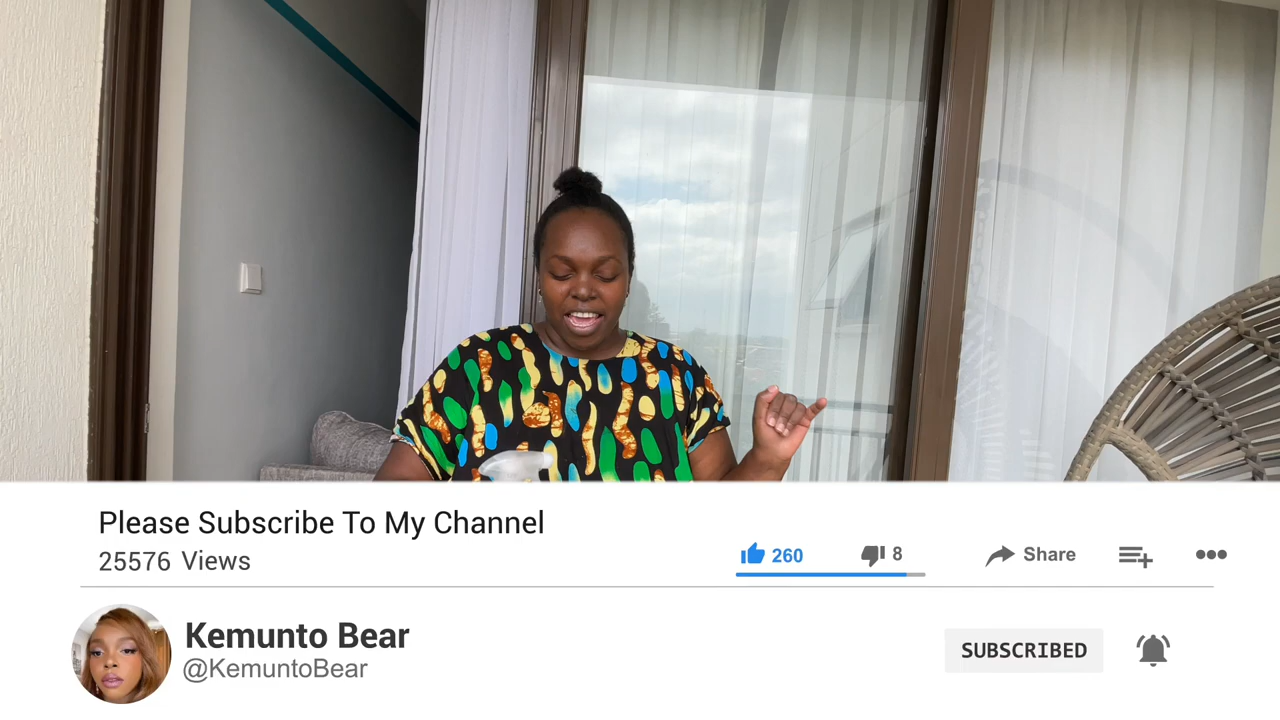 Please Subscribe To My Channel
25576 Views
260
8
Share
Kemunto Bear
@KemuntoBear
SUBSCRIBED